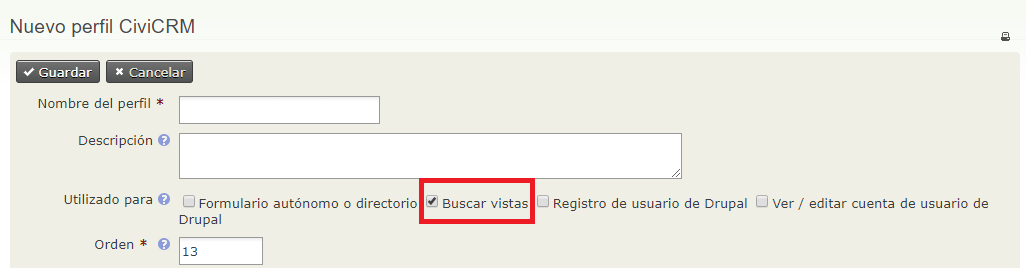 Nuevo perfil CiviCRM
Guardar Cancelar
Nombre del perfil *
Descripción ?
Utilizado para ? Formulario autónomo o directorio Buscar vistas Registro de usuario de Drupal Ver / editar cuenta de usuario de
Drupal
Orden * ? 13